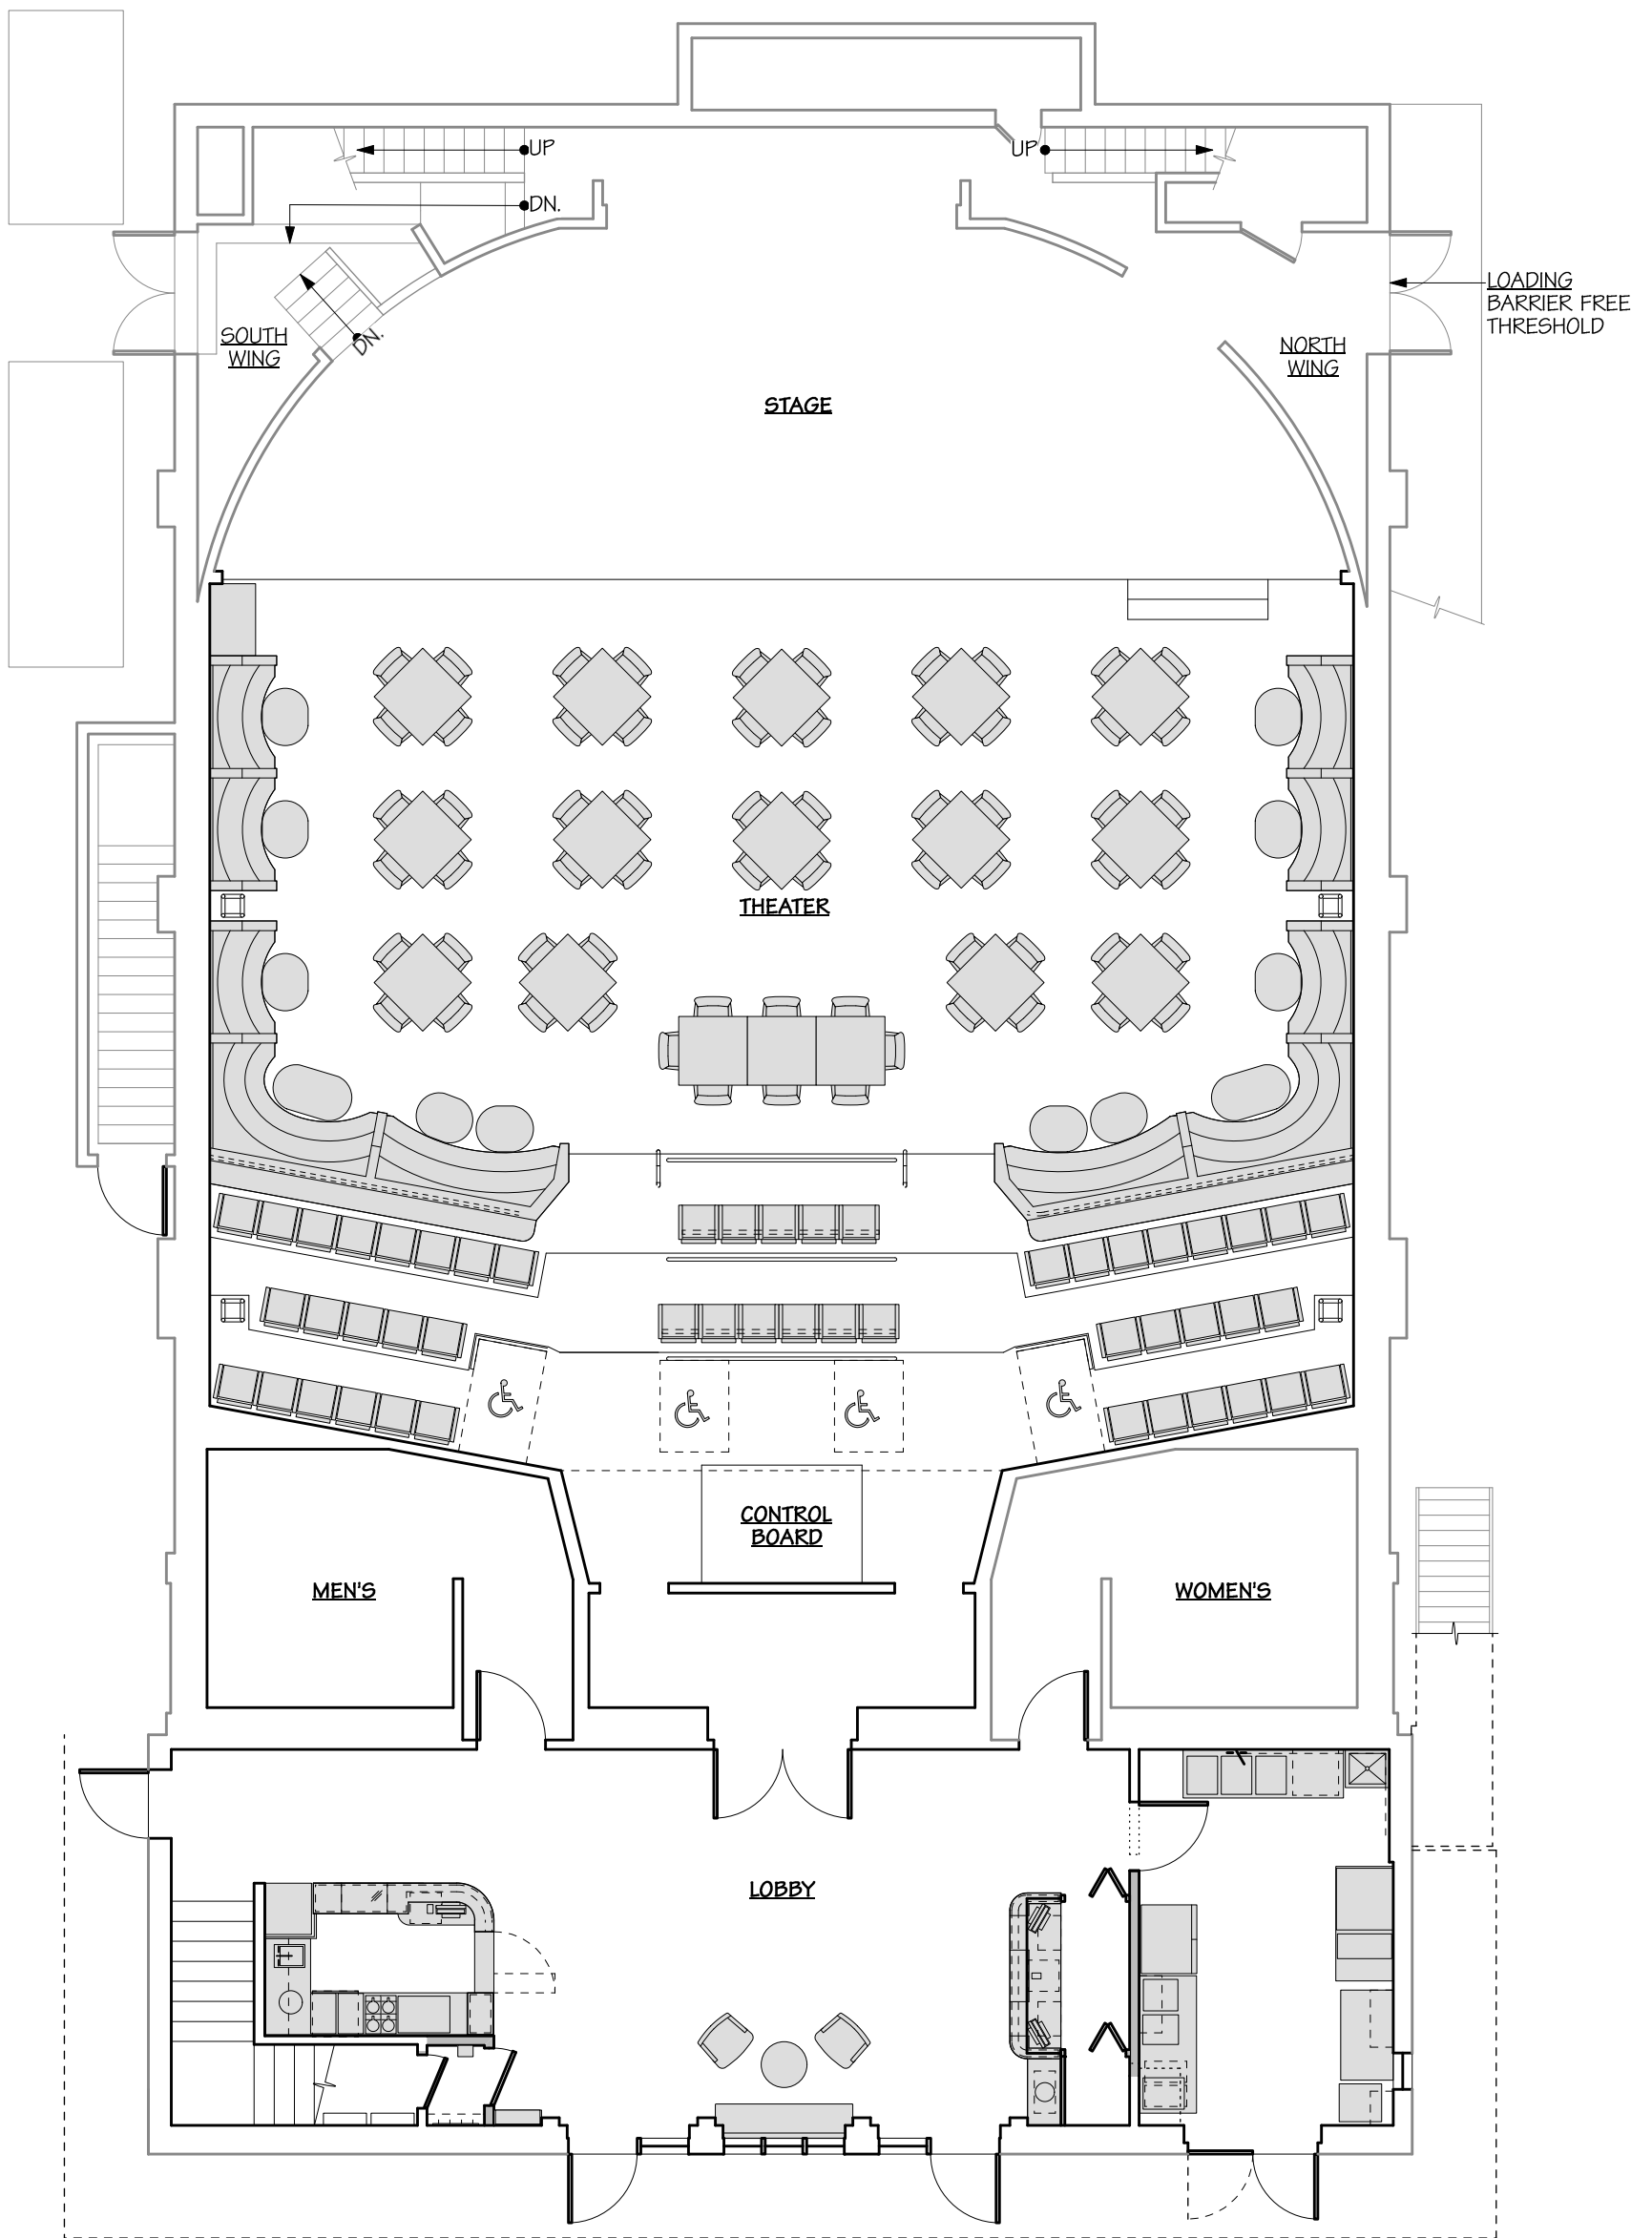 UP
UP
DN.
LOADING
BARRIER FREE
THRESHOLD
SOUTH
WING
DN.
NORTH
WING
STAGE
THEATER
CONTROL
BOARD
MEN'S
WOMEN'S
LOBBY